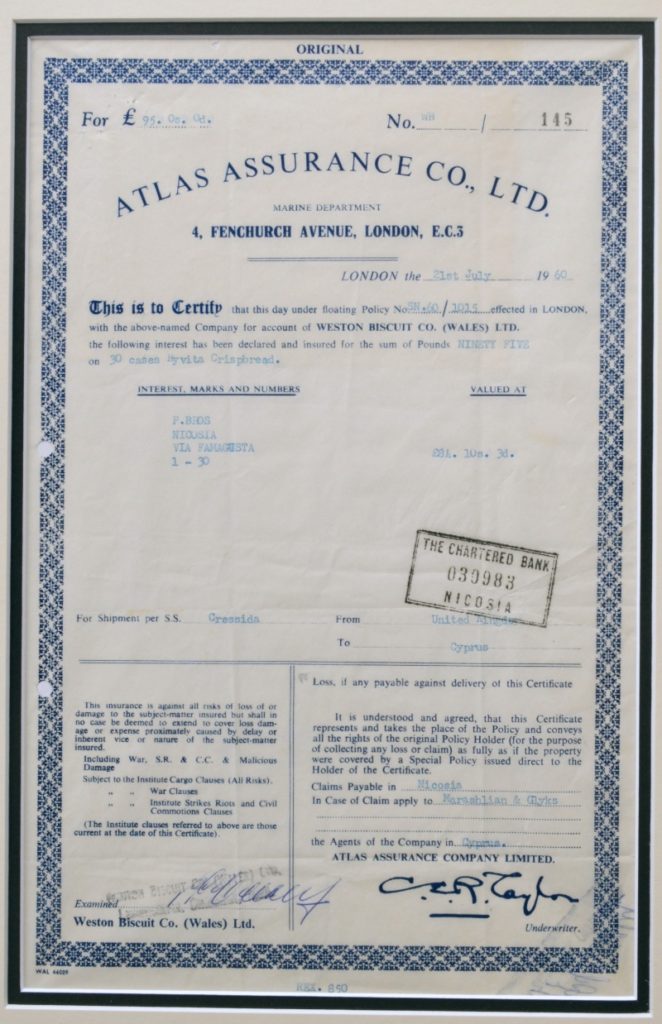 ORIGINAL
For £ 95. 0s. 0d. No. WH / 145
ATLAS ASSURANCE CO., LTD.
MARINE DEPARTMENT
4, FENCHURCH AVENUE, LONDON, E.C.3
LONDON the 21st July 1960
This is to Certify that this day under floating Policy No. /1015 effected in LONDON,
with the above-named Company for account of WESTON BISCUIT CO. (WALES) LTD.
the following interest has been declared and insured for the sum of Pounds NINETY FIVE
on 30 cases Ryvita Crispbread.
INTEREST, MARKS AND NUMBERS VALUED AT
P.BROS
NICOSIA
VIA FAMAGUSTA
1 - 30
10s. 3d.
THE CHARTERED BANK
030983
NICOSIA
For Shipment per S.S. Cressida From United Kingdom
To Cyprus
This insurance is against all risks of loss of or
damage to the subject-matter insured but shall in
no case be deemed to extend to cover loss dam-
age or expense proximately caused by delay or
inherent vice or nature of the subject-matter
insured.
Including War, S.R. & C.C. & Malicious
Damage
Subject to the Institute Cargo Clauses (All Risks).
„ „ War Clauses
„ „ Institute Strikes Riots and Civil
Commotions Clauses
(The Institute clauses referred to above are those
current at the date of this Certificate).
Examined
Weston Biscuit Co. (Wales) Ltd.
Loss, if any payable against delivery of this Certificate
It is understood and agreed, that this Certificate
represents and takes the place of the Policy and conveys
all the rights of the original Policy Holder (for the purpose
of collecting any loss or claim) as fully as if the property
were covered by a Special Policy issued direct to the
Holder of the Certificate.
Claims Payable in Nicosia
In Case of Claim apply to Marashlian & Glyks
the Agents of the Company in Cyprus.
ATLAS ASSURANCE COMPANY LIMITED.
C. E. R. Taylor
Underwriter.
WAL 46029
REX. 850